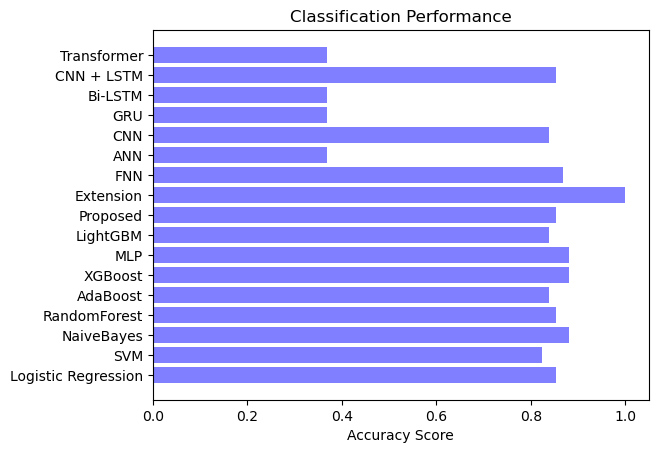 Classification Performance
Transformer
CNN + LSTM
Bi-LSTM
GRU
CNN
ANN
FNN
Extension
Proposed
LightGBM
MLP
XGBoost
AdaBoost
RandomForest
NaiveBayes
SVM
Logistic Regression
0.0 0.2 0.4 0.6 0.8 1.0
Accuracy Score